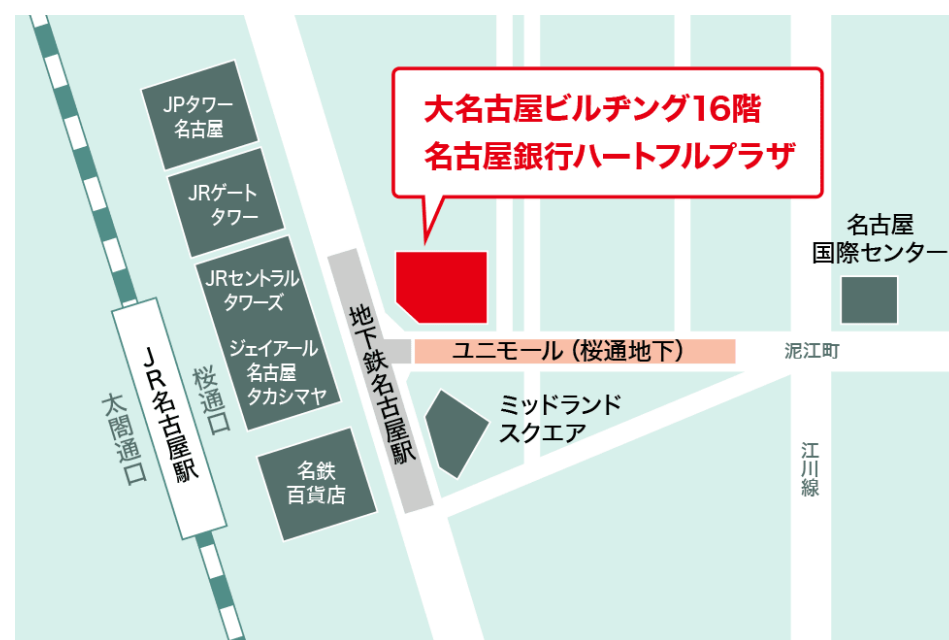 大名古屋ビルヂング16階
名古屋銀行ハートフルプラザ
JPタワー
名古屋
JRゲート
タワー
JRセントラル
タワーズ
ジェイアール
名古屋
タカシマヤ
名鉄
百貨店
JR名古屋駅
桜通口
太閤通口
地下鉄名古屋駅
ユニモール（桜通地下）
ミッドランド
スクエア
名古屋
国際センター
泥江町
江川線